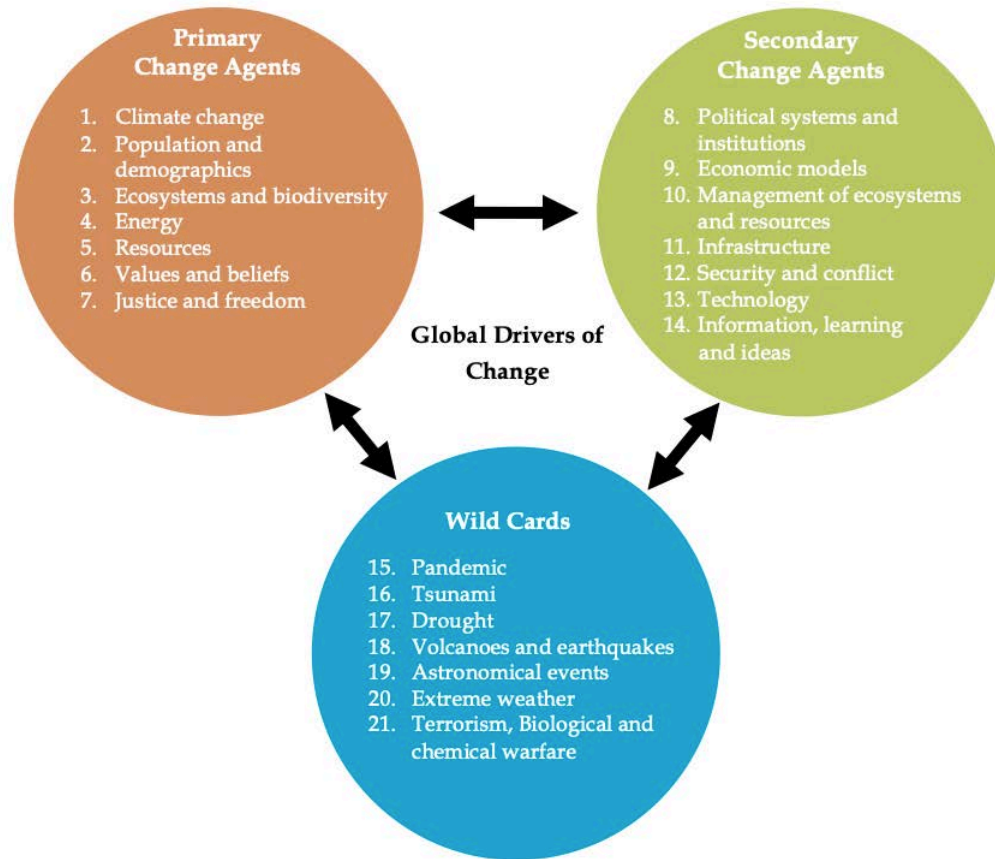 Primary
Change Agents
1. Climate change
2. Population and
demographics
3. Ecosystems and biodiversity
4. Energy
5. Resources
6. Values and beliefs
7. Justice and freedom
Secondary
Change Agents
8. Political systems and
institutions
9. Economic models
10. Management of ecosystems
and resources
11. Infrastructure
12. Security and conflict
13. Technology
14. Information, learning
and ideas
Global Drivers of
Change
Wild Cards
15. Pandemic
16. Tsunami
17. Drought
18. Volcanoes and earthquakes
19. Astronomical events
20. Extreme weather
21. Terrorism, Biological and
chemical warfare